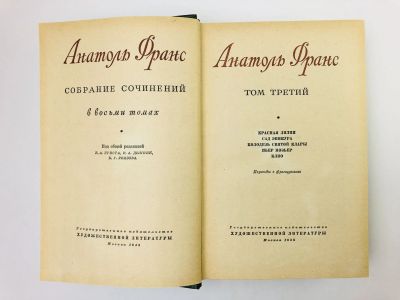 Анатоль Франс
СОБРАНИЕ СОЧИНЕНИЙ
в восьми томах
Под общей редакцией
Государственное издательство
ХУДОЖЕСТВЕННОЙ ЛИТЕРАТУРЫ
Москва
Анатоль Франс
ТОМ ТРЕТИЙ
КРАСНАЯ ЛИЛИЯ
САД ЭПИКУРА
КОЛОДЕЗЬ СВЯТОЙ КЛАРЫ
ПЬЕР НОЗЬЕР
КЛИО
Переводы с французского
Государственное издательство
ХУДОЖЕСТВЕННОЙ ЛИТЕРАТУРЫ
Москва